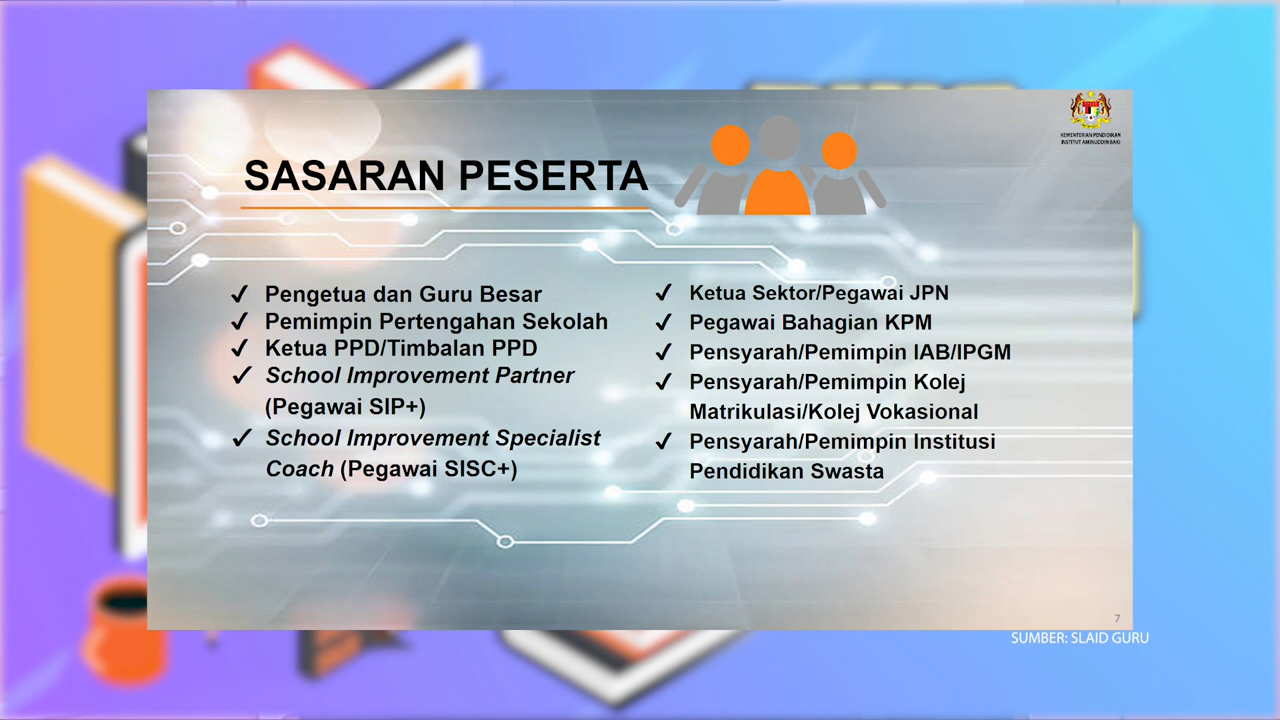 KEMENTERIAN PENDIDIKAN
INSTITUT AMINUDDIN BAKI
SASARAN PESERTA
✓ Pengetua dan Guru Besar
✓ Pemimpin Pertengahan Sekolah
✓ Ketua PPD/Timbalan PPD
✓ School Improvement Partner
(Pegawai SIP+)
✓ School Improvement Specialist
Coach (Pegawai SISC+)
✓ Ketua Sektor/Pegawai JPN
✓ Pegawai Bahagian KPM
✓ Pensyarah/Pemimpin IAB/IPGM
✓ Pensyarah/Pemimpin Kolej
Matrikulasi/Kolej Vokasional
✓ Pensyarah/Pemimpin Institusi
Pendidikan Swasta
7
SUMBER: SLAID GURU